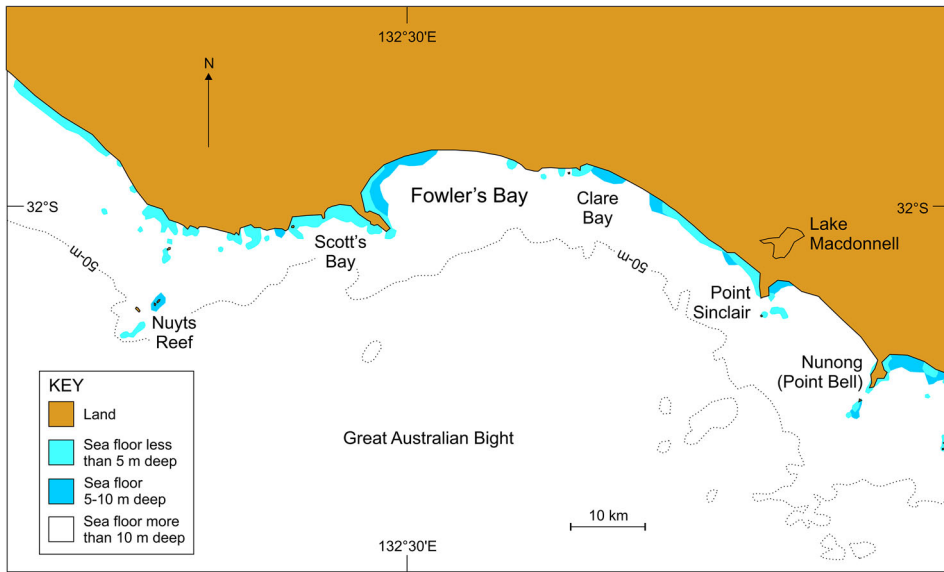 132°30'E
N
32°S
32°S
Fowler's Bay
Clare
Bay
Lake
Macdonnell
Scott's
Bay
50-m
50-m
Point
Sinclair
Nuyts
Reef
Nunong
(Point Bell)
KEY
Land
Sea floor less
than 5 m deep
Sea floor
5-10 m deep
Sea floor more
than 10 m deep
Great Australian Bight
10 km
132°30'E